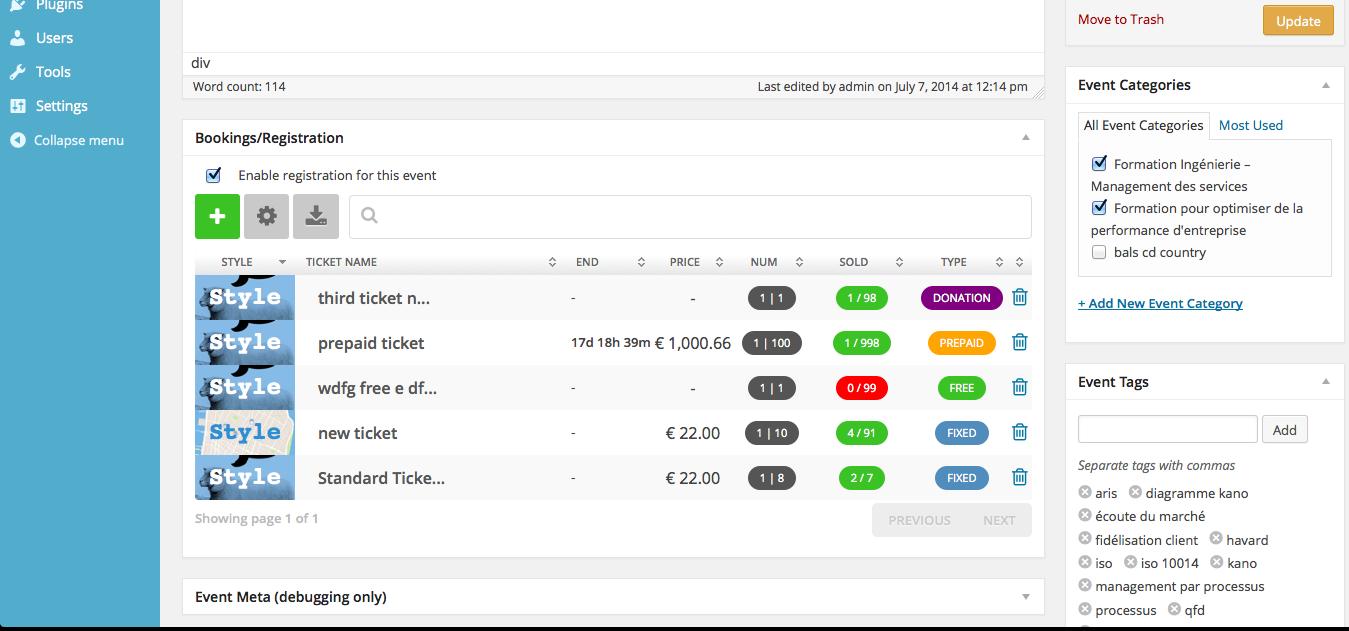 Plugins
Users
Tools
Settings
Collapse menu
div
Word count: 114
Last edited by admin on July 7, 2014 at 12:14 pm
Bookings/Registration
Enable registration for this event
STYLE TICKET NAME END PRICE NUM SOLD TYPE
Style third ticket n... - - 1 | 1 1 / 98 DONATION
Style prepaid ticket 17d 18h 39m € 1,000.66 1 | 100 1 / 998 PREPAID
Style wdfg free e df... - - 1 | 1 0 / 99 FREE
Style new ticket - € 22.00 1 | 10 4 / 91 FIXED
Style Standard Ticke... - € 22.00 1 | 8 2 / 7 FIXED
Showing page 1 of 1
PREVIOUS NEXT
Event Meta (debugging only)
Move to Trash
Update
Event Categories
All Event Categories Most Used
Formation Ingénierie –
Management des services
Formation pour optimiser de la
performance d'entreprise
bals cd country
+ Add New Event Category
Event Tags
Add
Separate tags with commas
aris diagramme kano
écoute du marché
fidélisation client havard
iso iso 10014 kano
management par processus
processus qfd